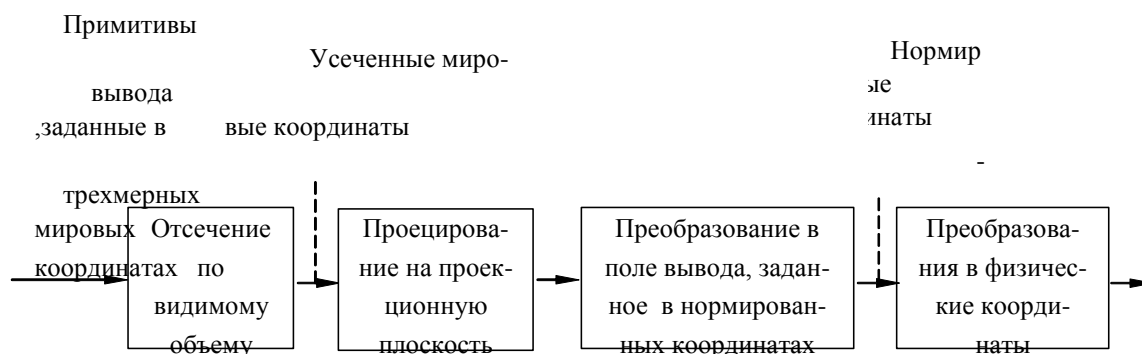 Примитивы
вывода
,заданные в
трехмерных
мировых
координатах
Усеченные миро-
вые координаты
Нормир
ые
инаты
-
Отсечение
по
видимому
объему
Проецирова-
ние на проек-
ционную
плоскость
Преобразование в
поле вывода, задан-
ное в нормирован-
ных координатах
Преобразова-
ния в физичес-
кие коорди-
наты